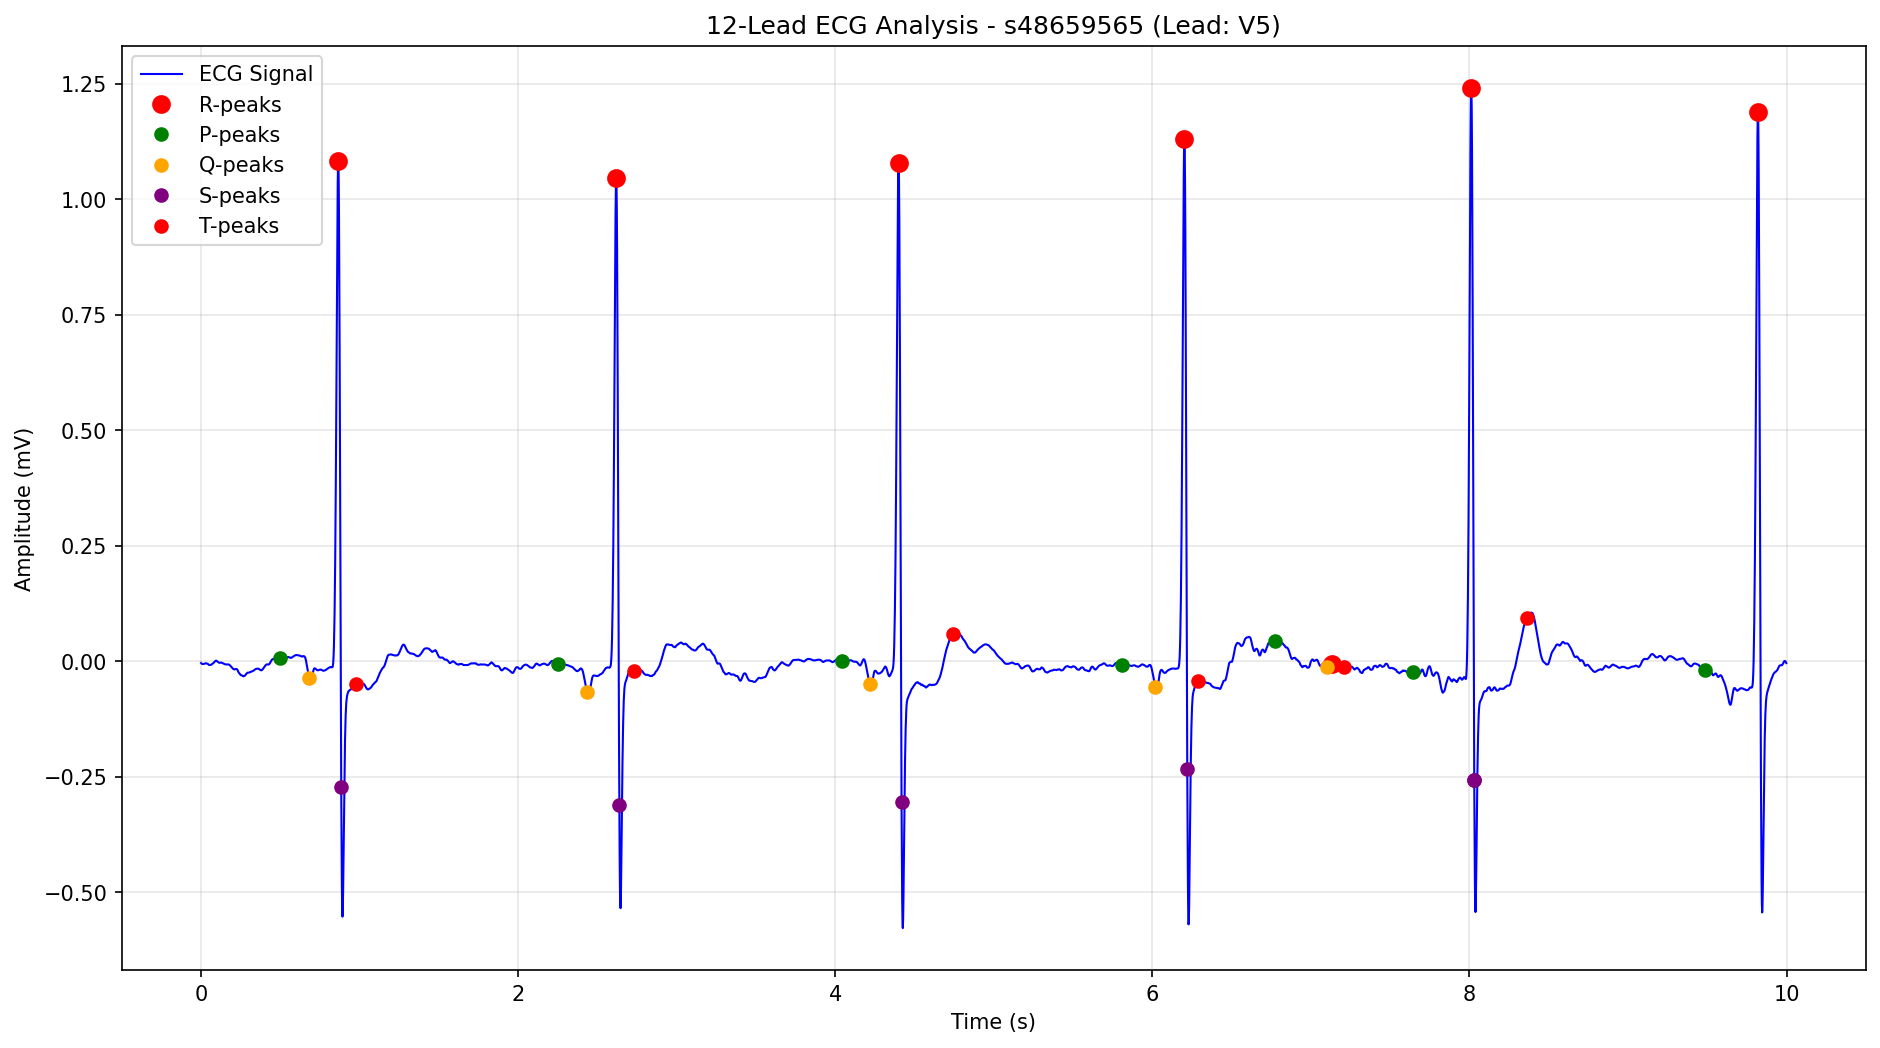 12-Lead ECG Analysis - s48659565 (Lead: V5)
ECG Signal
R-peaks
P-peaks
Q-peaks
S-peaks
T-peaks
Amplitude (mV)
1.25
1.00
0.75
0.50
0.25
0.00
−0.25
−0.50
0 2 4 6 8 10
Time (s)